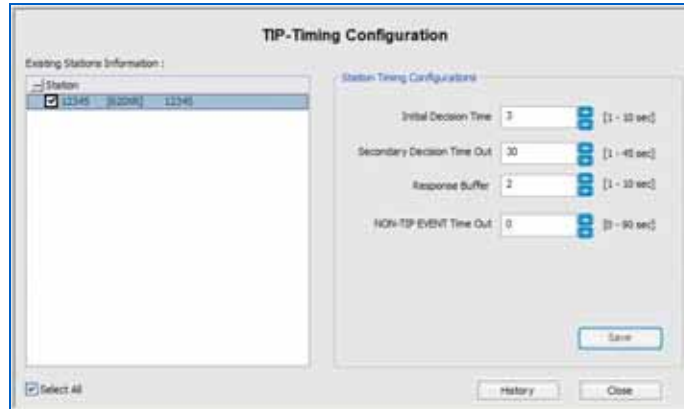 TIP-Timing Configuration
Existing Stations Information :
Station
12345 [620XR] 12345
Station Timing Configurations
Initial Decision Time 3 [1 - 10 sec]
Secondary Decision Time Out 30 [1 - 45 sec]
Response Buffer 2 [1 - 10 sec]
NON-TIP EVENT Time Out 0 [0 - 90 sec]
Save
Select All
History
Close